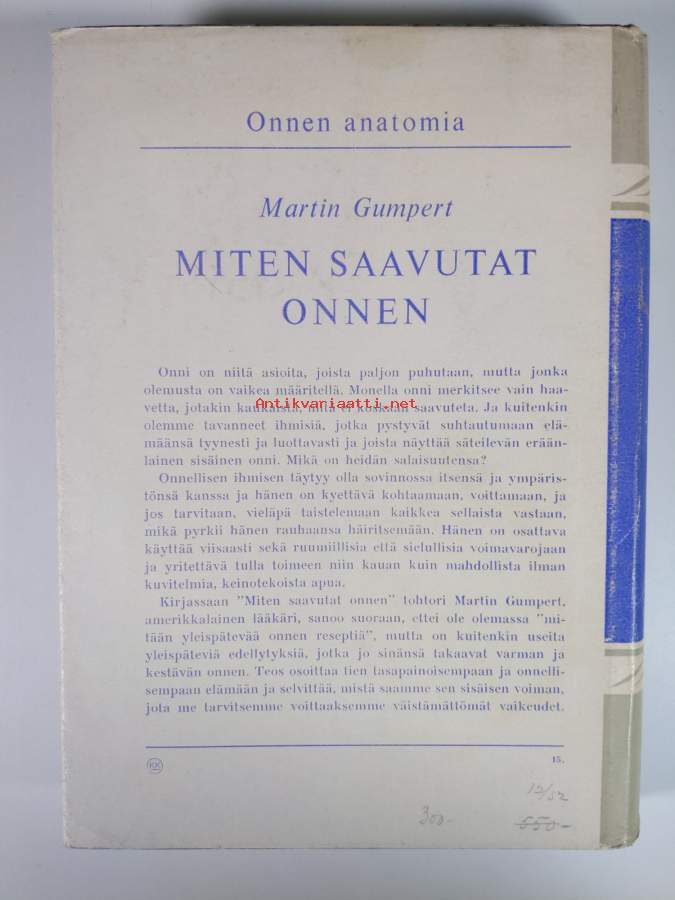 Onnen anatomia
Martin Gumpert
MITEN SAAVUTAT
ONNEN
Onni on niitä asioita, joista paljon puhutaan, mutta jonka
olemusta on vaikea määritellä. Monella onni merkitsee vain haa-
vetta, jotakin kaukaista, mitä ei koskaan saavuteta. Ja kuitenkin
Antikvariaatti.net
olemme tavanneet ihmisiä, jotka pystyvät suhtautumaan elä-
määnsä tyynesti ja luottavasti ja joista näyttää säteilevän erään-
lainen sisäinen onni. Mikä on heidän salaisuutensa?
Onnellisen ihmisen täytyy olla sovinnossa itsensä ja ympäris-
tönsä kanssa ja hänen on kyettävä kohtaamaan, voittamaan, ja
jos tarvitaan, vieläpä taistelemaan kaikkea sellaista vastaan,
mikä pyrkii hänen rauhaansa häiritsemään. Hänen on osattava
käyttää viisaasti sekä ruumiillisia että sielullisia voimavarojaan
ja yritettävä tulla toimeen niin kauan kuin mahdollista ilman
kuvitelmia, keinotekoista apua.
Kirjassaan "Miten saavutat onnen" tohtori Martin Gumpert,
amerikkalainen lääkäri, sanoo suoraan, ettei ole olemassa "mi-
tään yleispätevää onnen reseptiä", mutta on kuitenkin useita
yleispäteviä edellytyksiä, jotka jo sinänsä takaavat varman ja
kestävän onnen. Teos osoittaa tien tasapainoisempaan ja onnelli-
sempaan elämään ja selvittää, mistä saamme sen sisäisen voiman,
jota me tarvitsemme voittaaksemme väistämättömät vaikeudet.
KK
15.
12/52
300-
550-